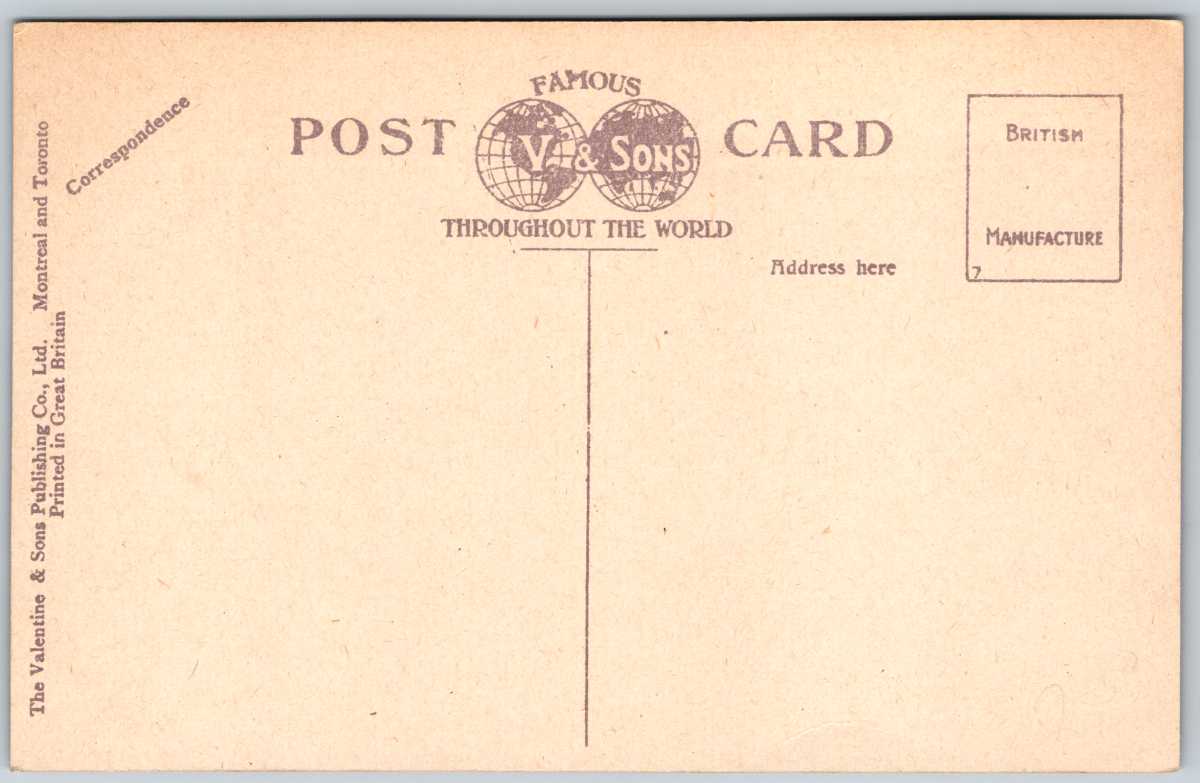 FAMOUS
POST CARD
V & SONS
THROUGHOUT THE WORLD
BRITISH
MANUFACTURE
7
Address here
Correspondence
The Valentine & Sons Publishing Co., Ltd. Montreal and Toronto
Printed in Great Britain